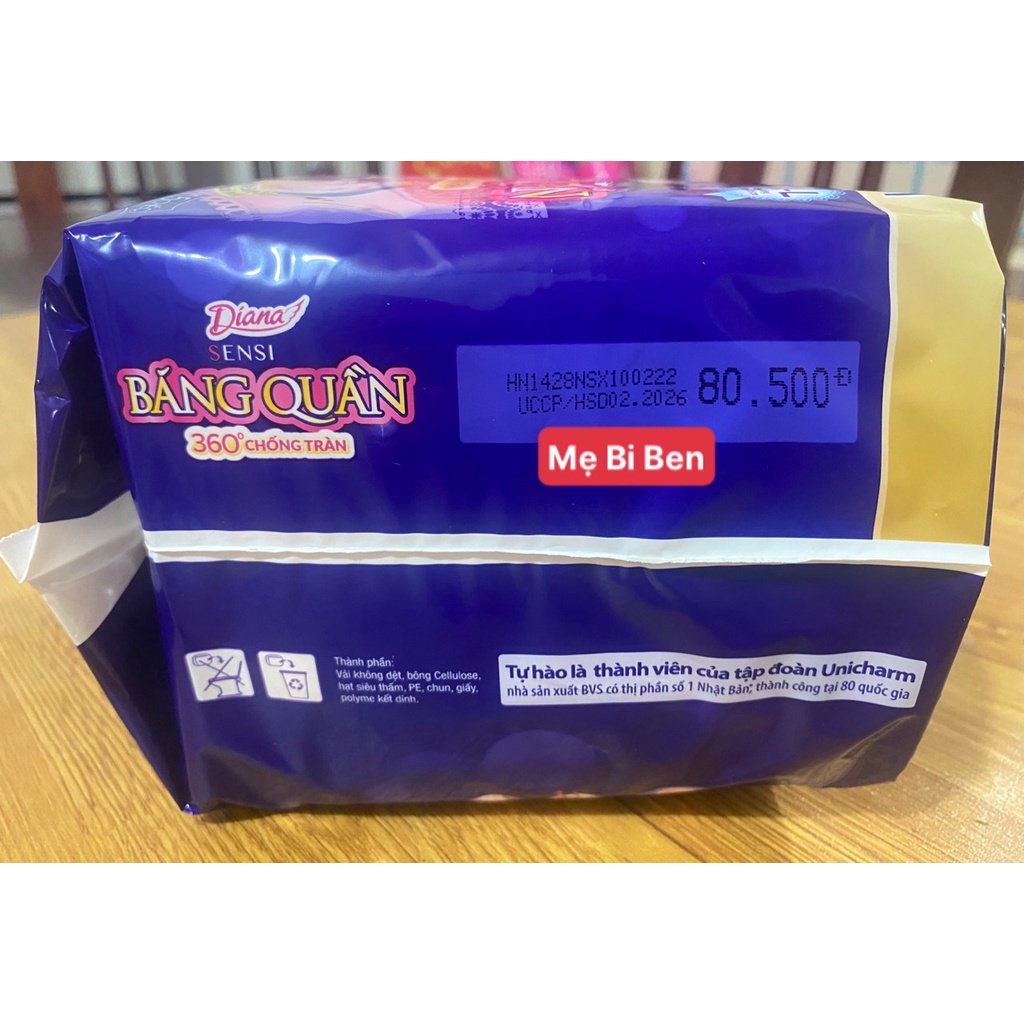 Diana
SENSI
BĂNG QUẦN
360° CHỐNG TRÀN
HN1428NSX100222
UCCP/HSD02.2026
80.500Đ
Mẹ Bi Ben
Thành phần:
Vải không dệt, bông Cellulose,
hạt siêu thấm, PE, chun, giấy,
polyme kết dính.
Tự hào là thành viên của tập đoàn Unicharm
nhà sản xuất BVS có thị phần số 1 Nhật Bản, thành công tại 80 quốc gia